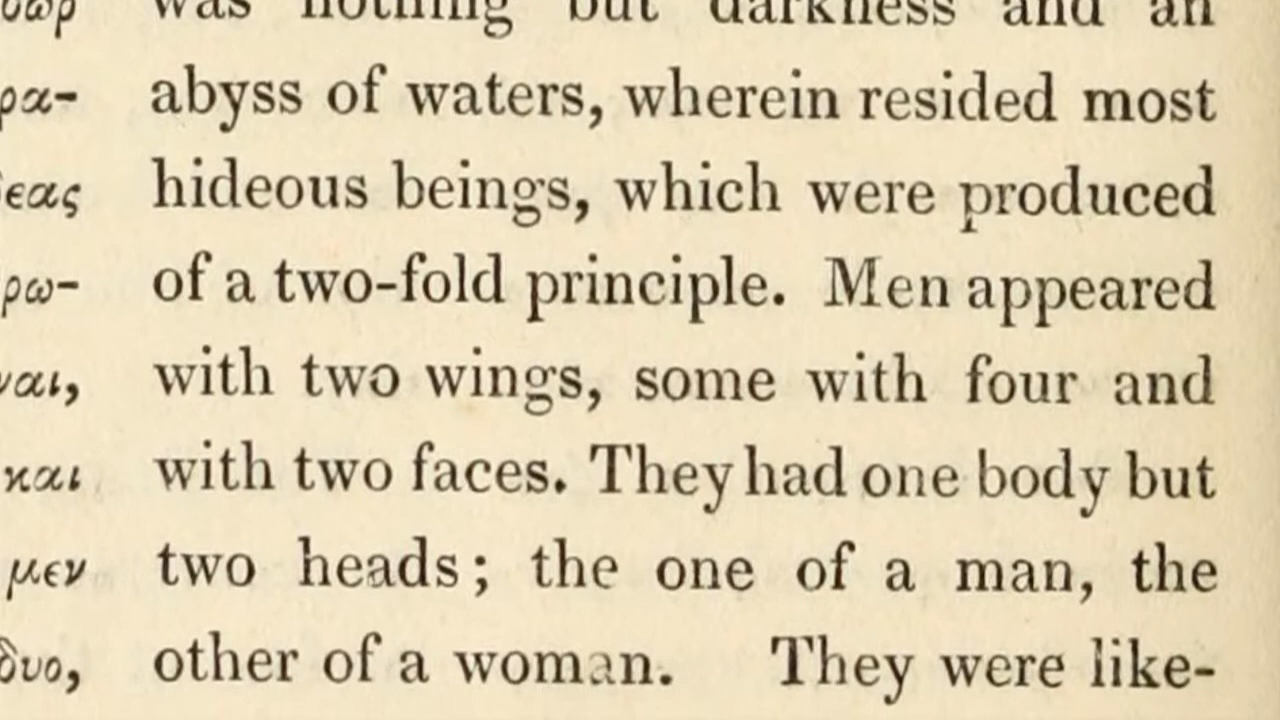 υωρ was nothing but darkness and an
ρα- abyss of waters, wherein resided most
εας hideous beings, which were produced
ρω- of a two-fold principle. Men appeared
ναι, with two wings, some with four and
και with two faces. They had one body but
μεν two heads; the one of a man, the
δυο, other of a woman. They were like-